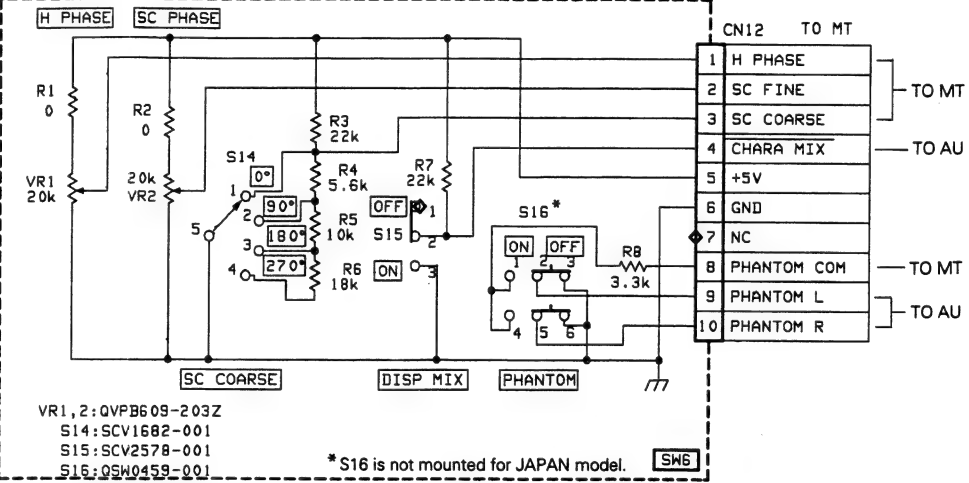 H PHASE
SC PHASE
CN12
TO MT
1 H PHASE
2 SC FINE
3 SC COARSE
TO MT
4 CHARA MIX
TO AU
5 +5V
6 GND
7 NC
8 PHANTOM COM
TO MT
9 PHANTOM L
10 PHANTOM R
TO AU
R1
0
R2
0
R3
22k
S14
0°
1
R4
5.6k
R7
22k
VR1
20k
20k
VR2
90°
2
R5
10k
OFF
1
S15
2
5
180°
3
270°
4
R6
18k
ON
3
S16*
ON
OFF
1
2
3
4
5
6
R8
3.3k
SC COARSE
DISP MIX
PHANTOM
VR1,2:QVPB609-203Z
S14:SCV1682-001
S15:SCV2578-001
S16:QSW0459-001
*S16 is not mounted for JAPAN model.
SW6